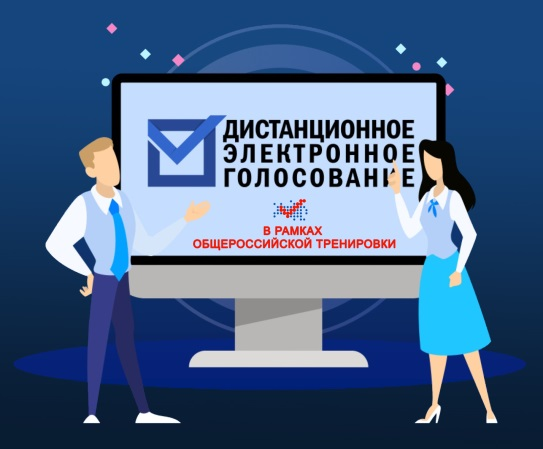 ДИСТАНЦИОННОЕ
ЭЛЕКТРОННОЕ
ГОЛОСОВАНИЕ
В РАМКАХ
ОБЩЕРОССИЙСКОЙ ТРЕНИРОВКИ